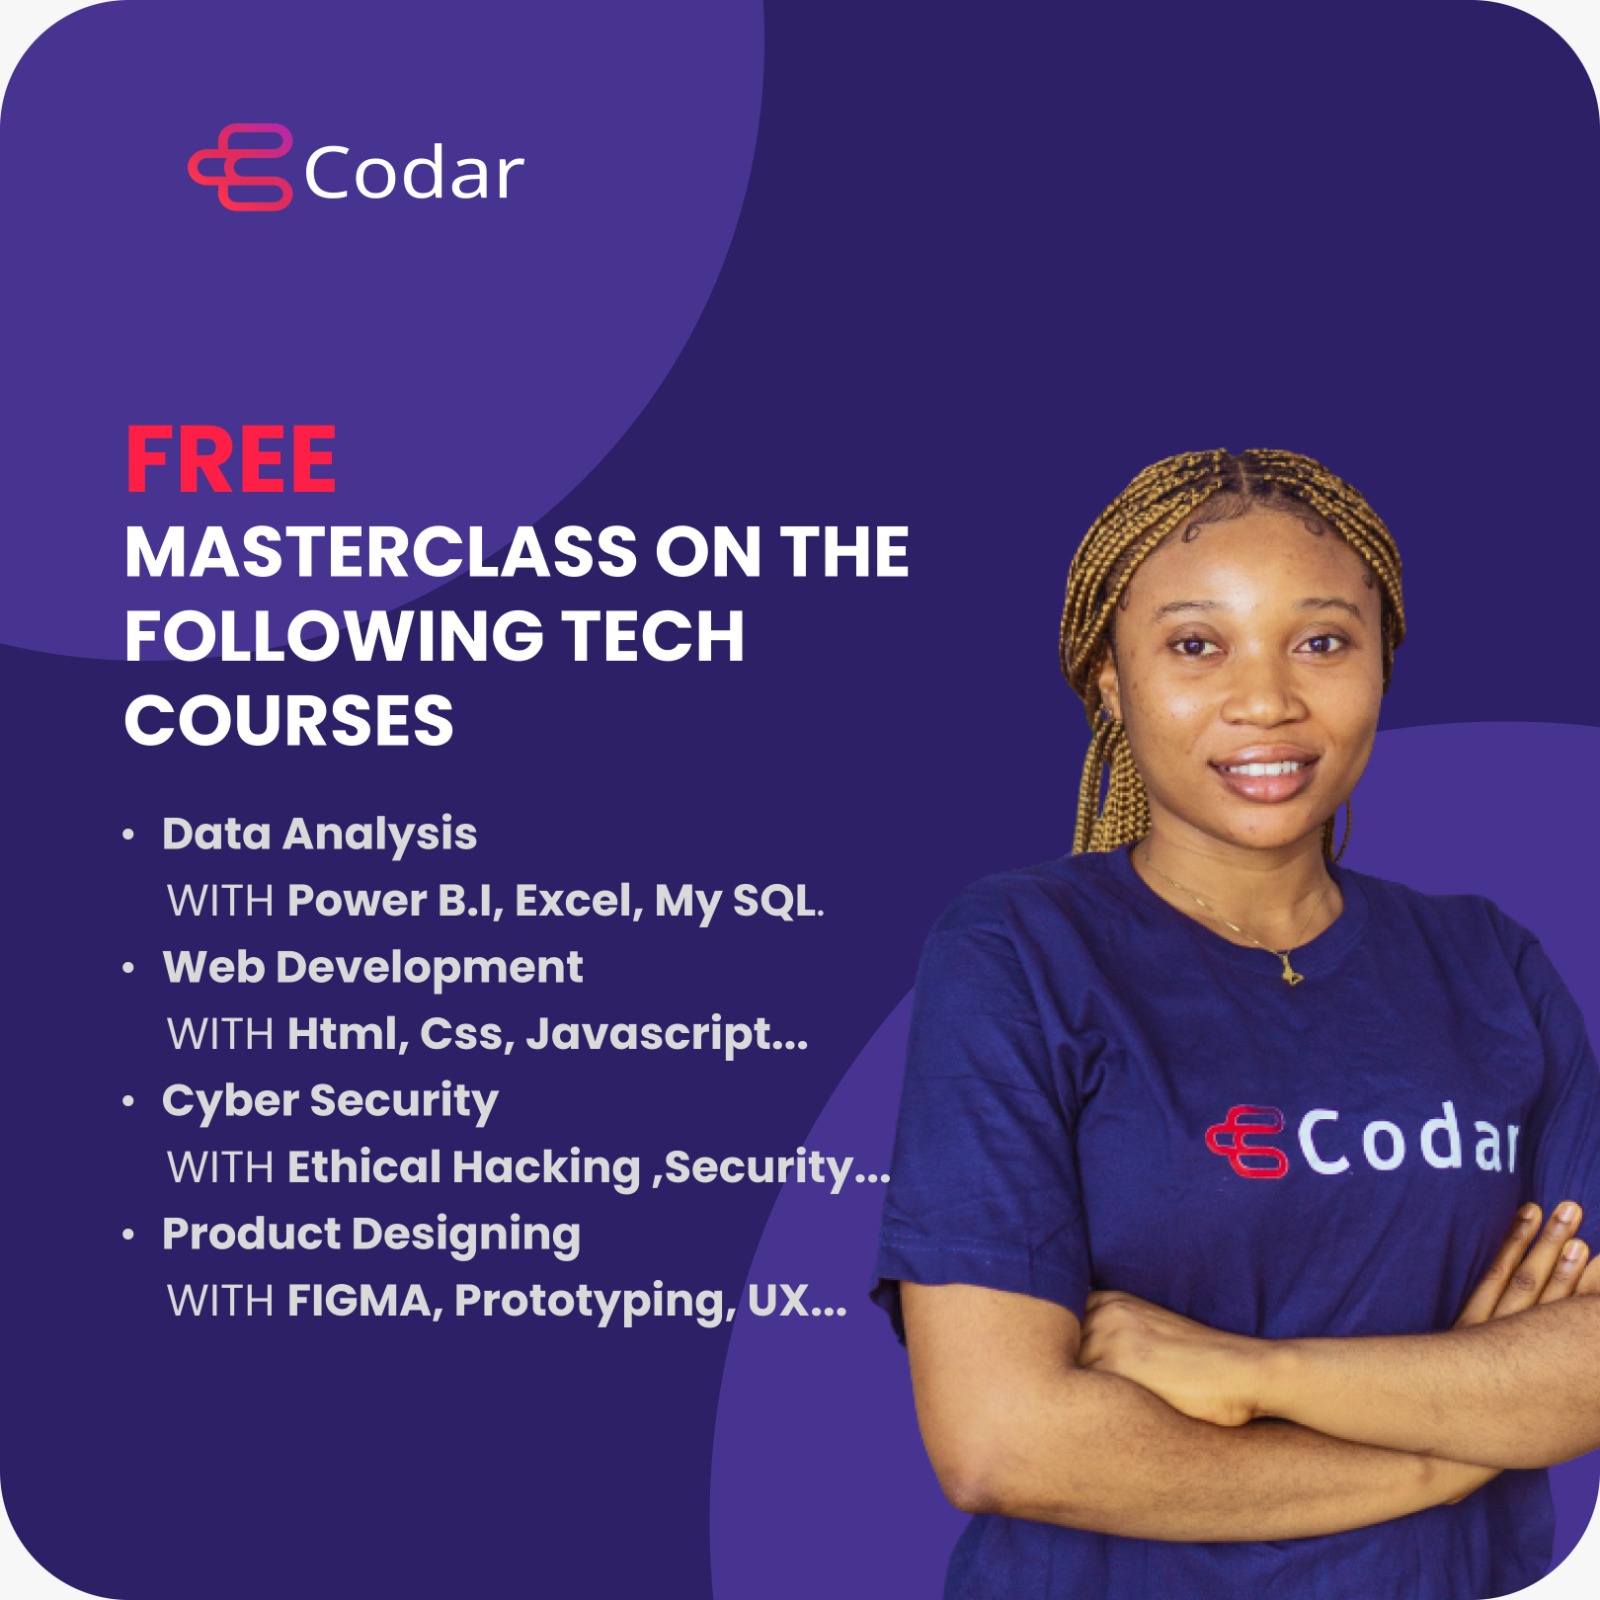 Codar
FREE
MASTERCLASS ON THE
FOLLOWING TECH
COURSES
• Data Analysis
WITH Power B.I, Excel, My SQL.
• Web Development
WITH Html, Css, Javascript...
• Cyber Security
WITH Ethical Hacking ,Security...
• Product Designing
WITH FIGMA, Prototyping, UX...
Codar